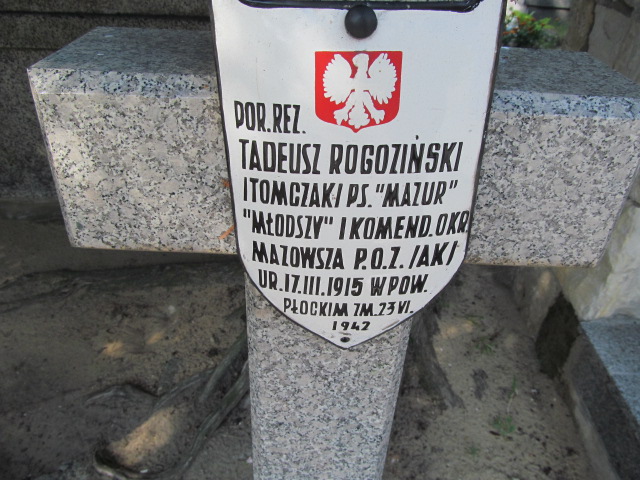 POR. REZ.
TADEUSZ ROGOZIŃSKI
ITOMCZAKI PS. "MAZUR"
"MŁODSZY" I KOMEND. OKR.
MAZOWSZA P.O.Z. /AK/
UR. 17. III. 1915 W POW.
PŁOCKIM ZM. 23 VI.
1942